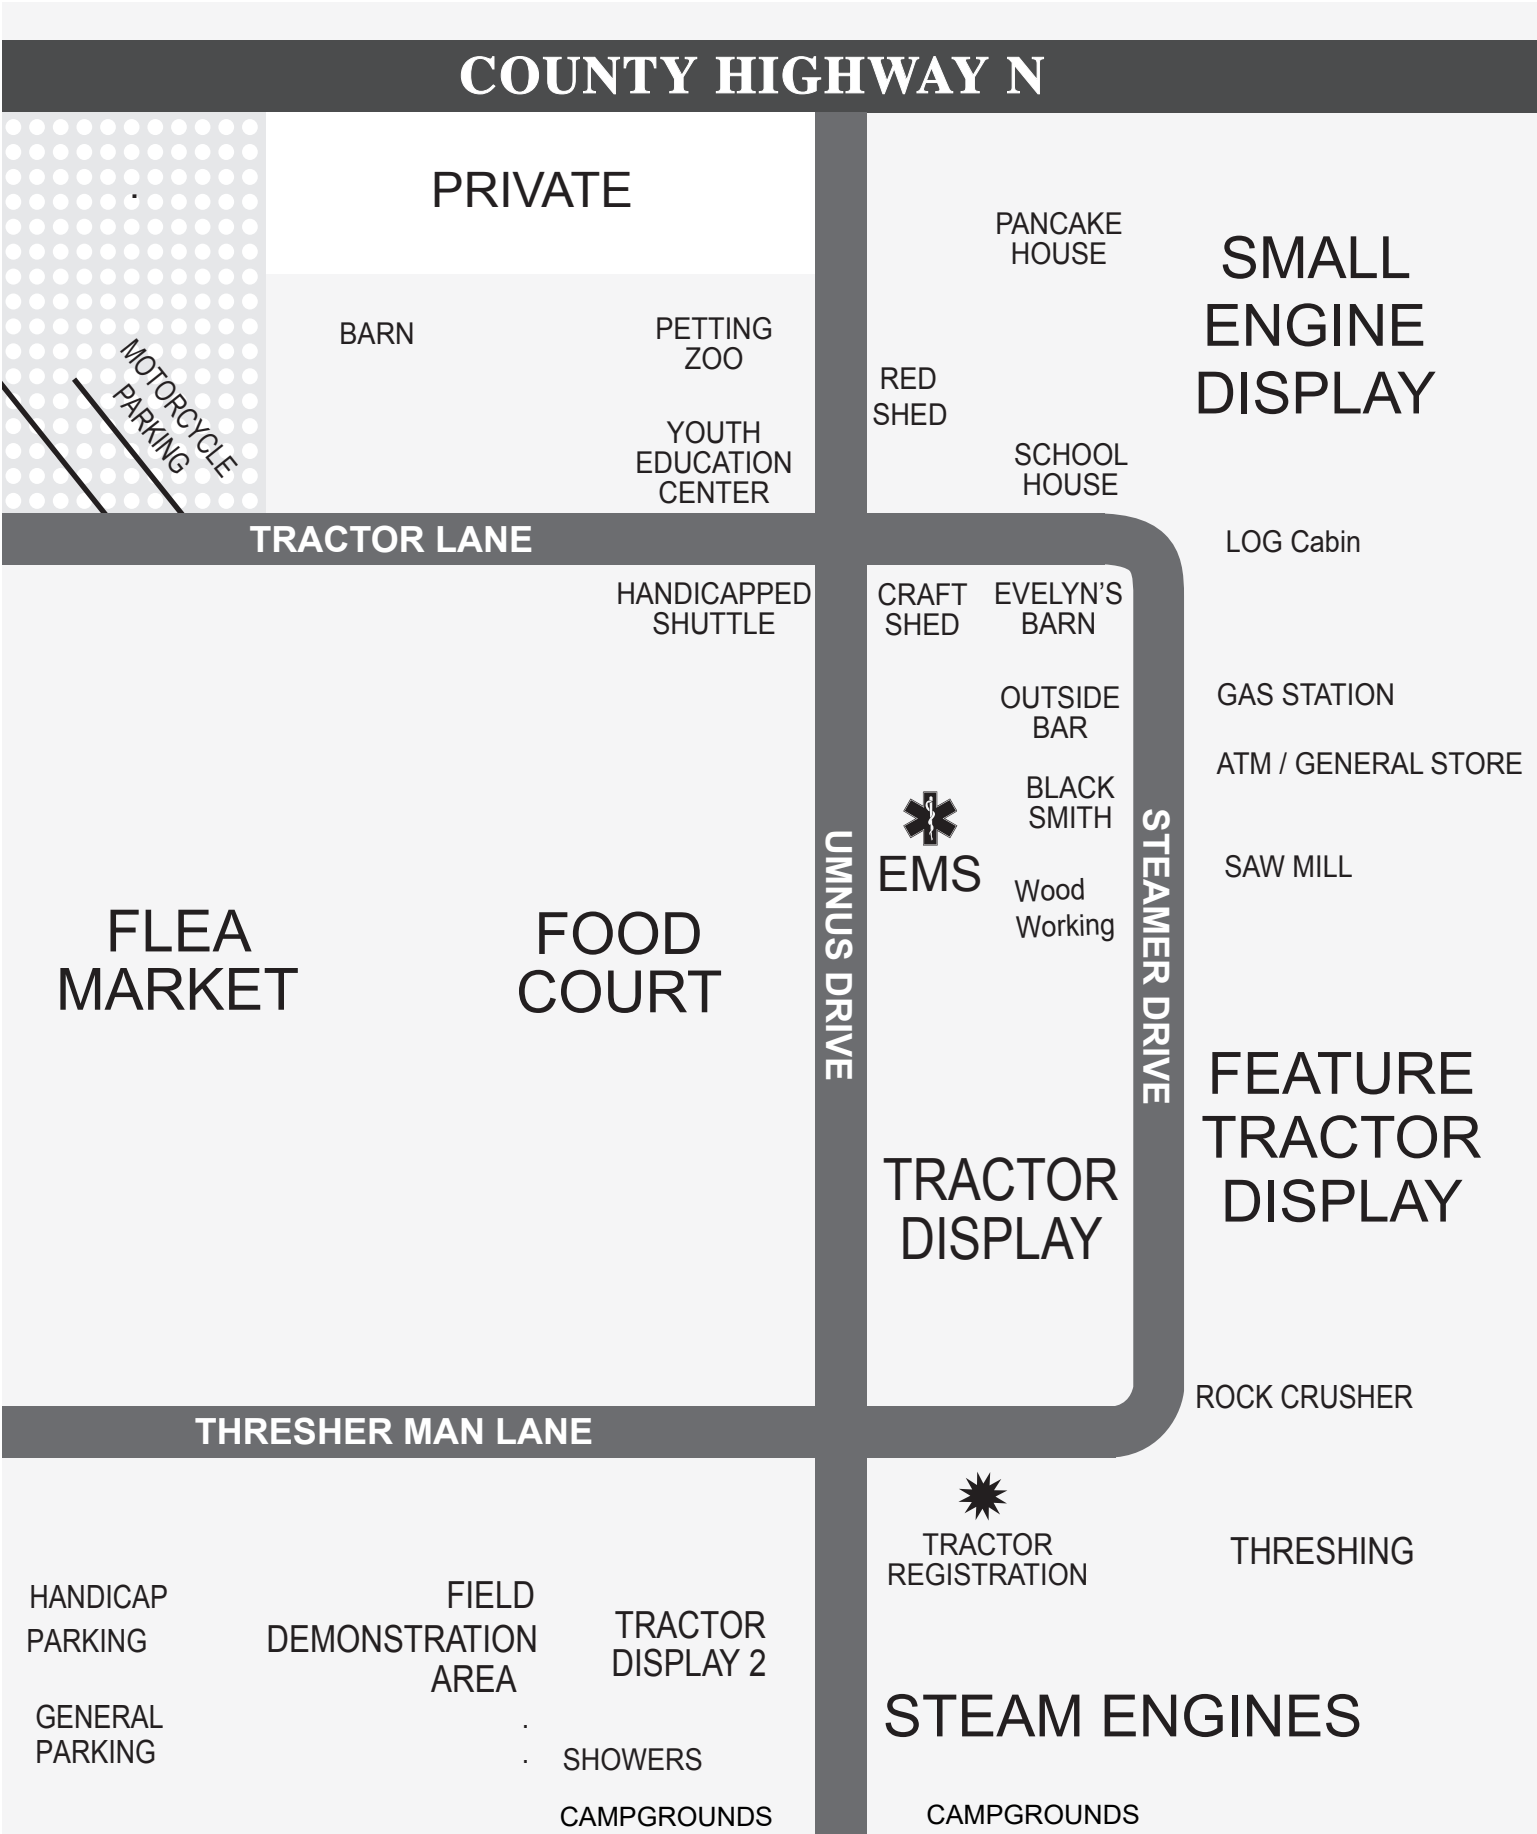 COUNTY HIGHWAY N
PRIVATE
PANCAKE
HOUSE
SMALL
ENGINE
DISPLAY
BARN
PETTING
ZOO
MOTORCYCLE
PARKING
RED
SHED
YOUTH
EDUCATION
CENTER
SCHOOL
HOUSE
TRACTOR LANE
LOG Cabin
HANDICAPPED
SHUTTLE
CRAFT
SHED
EVELYN’S
BARN
OUTSIDE
BAR
GAS STATION
ATM / GENERAL STORE
BLACK
SMITH
EMS
Wood
Working
SAW MILL
UMNUS DRIVE
STEAMER DRIVE
FLEA
MARKET
FOOD
COURT
FEATURE
TRACTOR
DISPLAY
TRACTOR
DISPLAY
ROCK CRUSHER
THRESHER MAN LANE
TRACTOR
REGISTRATION
THRESHING
HANDICAP
PARKING
FIELD
DEMONSTRATION
AREA
TRACTOR
DISPLAY 2
GENERAL
PARKING
STEAM ENGINES
SHOWERS
CAMPGROUNDS
CAMPGROUNDS